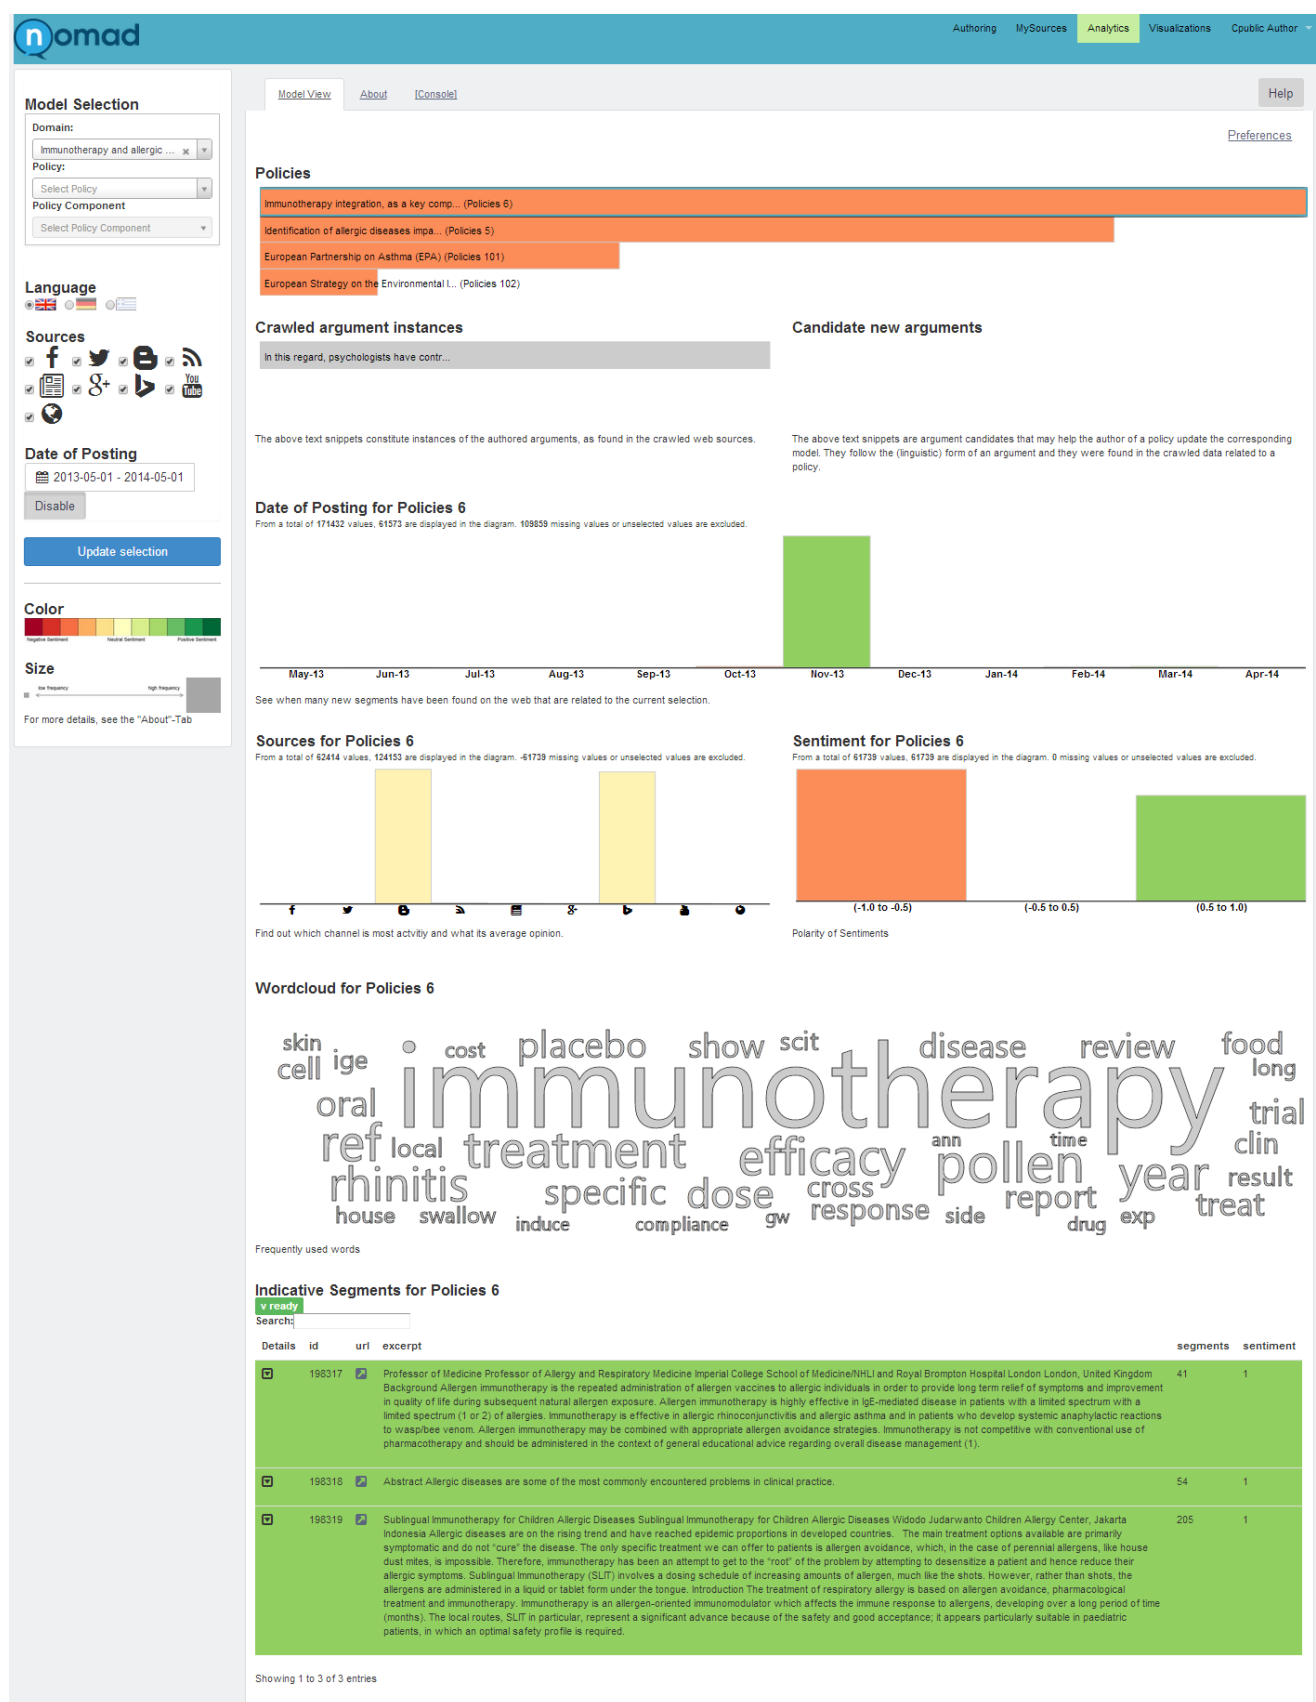 nomad
Authoring MySources Analytics Visualizations Cpublic Author
Model Selection
Domain:
Immunotherapy and allergic ...
Policy:
Select Policy
Policy Component
Select Policy Component
Language
Sources
You
Tube
Date of Posting
2013-05-01 - 2014-05-01
Disable
Update selection
Color
Negative Sentiment Neutral Sentiment Positive Sentiment
Size
low frequency high frequency
For more details, see the "About"-Tab
Model View About [Console] Help
Preferences
Policies
Immunotherapy integration, as a key comp... (Policies 6)
Identification of allergic diseases impa... (Policies 5)
European Partnership on Asthma (EPA) (Policies 101)
European Strategy on the Environmental I... (Policies 102)
Crawled argument instances
In this regard, psychologists have contr...
The above text snippets constitute instances of the authored arguments, as found in the crawled web sources.
Candidate new arguments
The above text snippets are argument candidates that may help the author of a policy update the corresponding
model. They follow the (linguistic) form of an argument and they were found in the crawled data related to a
policy.
Date of Posting for Policies 6
From a total of 171432 values, 61573 are displayed in the diagram. 109859 missing values or unselected values are excluded.
May-13 Jun-13 Jul-13 Aug-13 Sep-13 Oct-13 Nov-13 Dec-13 Jan-14 Feb-14 Mar-14 Apr-14
See when many new segments have been found on the web that are related to the current selection.
Sources for Policies 6
From a total of 62414 values, 124153 are displayed in the diagram. -61739 missing values or unselected values are excluded.
Find out which channel is most actvitiy and what its average opinion.
Sentiment for Policies 6
From a total of 61739 values, 61739 are displayed in the diagram. 0 missing values or unselected values are excluded.
(-1.0 to -0.5) (-0.5 to 0.5) (0.5 to 1.0)
Polarity of Sentiments
Wordcloud for Policies 6
skin cost placebo show scit disease review food
cell ige immunotherapy long
oral trial
ref local treatment efficacy ann pollen time clin
rhinitis specific dose cross report year result
house swallow induce compliance gw response side drug exp treat
Frequently used words
Indicative Segments for Policies 6
v ready
Search:
Details id url excerpt segments sentiment
198317 Professor of Medicine Professor of Allergy and Respiratory Medicine Imperial College School of Medicine/NHLI and Royal Brompton Hospital London London, United Kingdom 41 1
Background Allergen immunotherapy is the repeated administration of allergen vaccines to allergic individuals in order to provide long term relief of symptoms and improvement
in quality of life during subsequent natural allergen exposure. Allergen immunotherapy is highly effective in IgE-mediated disease in patients with a limited spectrum with a
limited spectrum (1 or 2) of allergies. Immunotherapy is effective in allergic rhinoconjunctivitis and allergic asthma and in patients who develop systemic anaphylactic reactions
to wasp/bee venom. Allergen immunotherapy may be combined with appropriate allergen avoidance strategies. Immunotherapy is not competitive with conventional use of
pharmacotherapy and should be administered in the context of general educational advice regarding overall disease management (1).
198318 Abstract Allergic diseases are some of the most commonly encountered problems in clinical practice. 54 1
198319 Sublingual Immunotherapy for Children Allergic Diseases Sublingual Immunotherapy for Children Allergic Diseases Widodo Judarwanto Children Allergy Center, Jakarta 205 1
Indonesia Allergic diseases are on the rising trend and have reached epidemic proportions in developed countries. The main treatment options available are primarily
symptomatic and do not "cure" the disease. The only specific treatment we can offer to patients is allergen avoidance, which, in the case of perennial allergens, like house
dust mites, is impossible. Therefore, immunotherapy has been an attempt to get to the "root" of the problem by attempting to desensitize a patient and hence reduce their
allergic symptoms. Sublingual Immunotherapy (SLIT) involves a dosing schedule of increasing amounts of allergen, much like the shots. However, rather than shots, the
allergens are administered in a liquid or tablet form under the tongue. Introduction The treatment of respiratory allergy is based on allergen avoidance, pharmacological
treatment and immunotherapy. Immunotherapy is an allergen-oriented immunomodulator which affects the immune response to allergens, developing over a long period of time
(months). The local routes, SLIT in particular, represent a significant advance because of the safety and good acceptance; it appears particularly suitable in paediatric
patients, in which an optimal safety profile is required.
Showing 1 to 3 of 3 entries